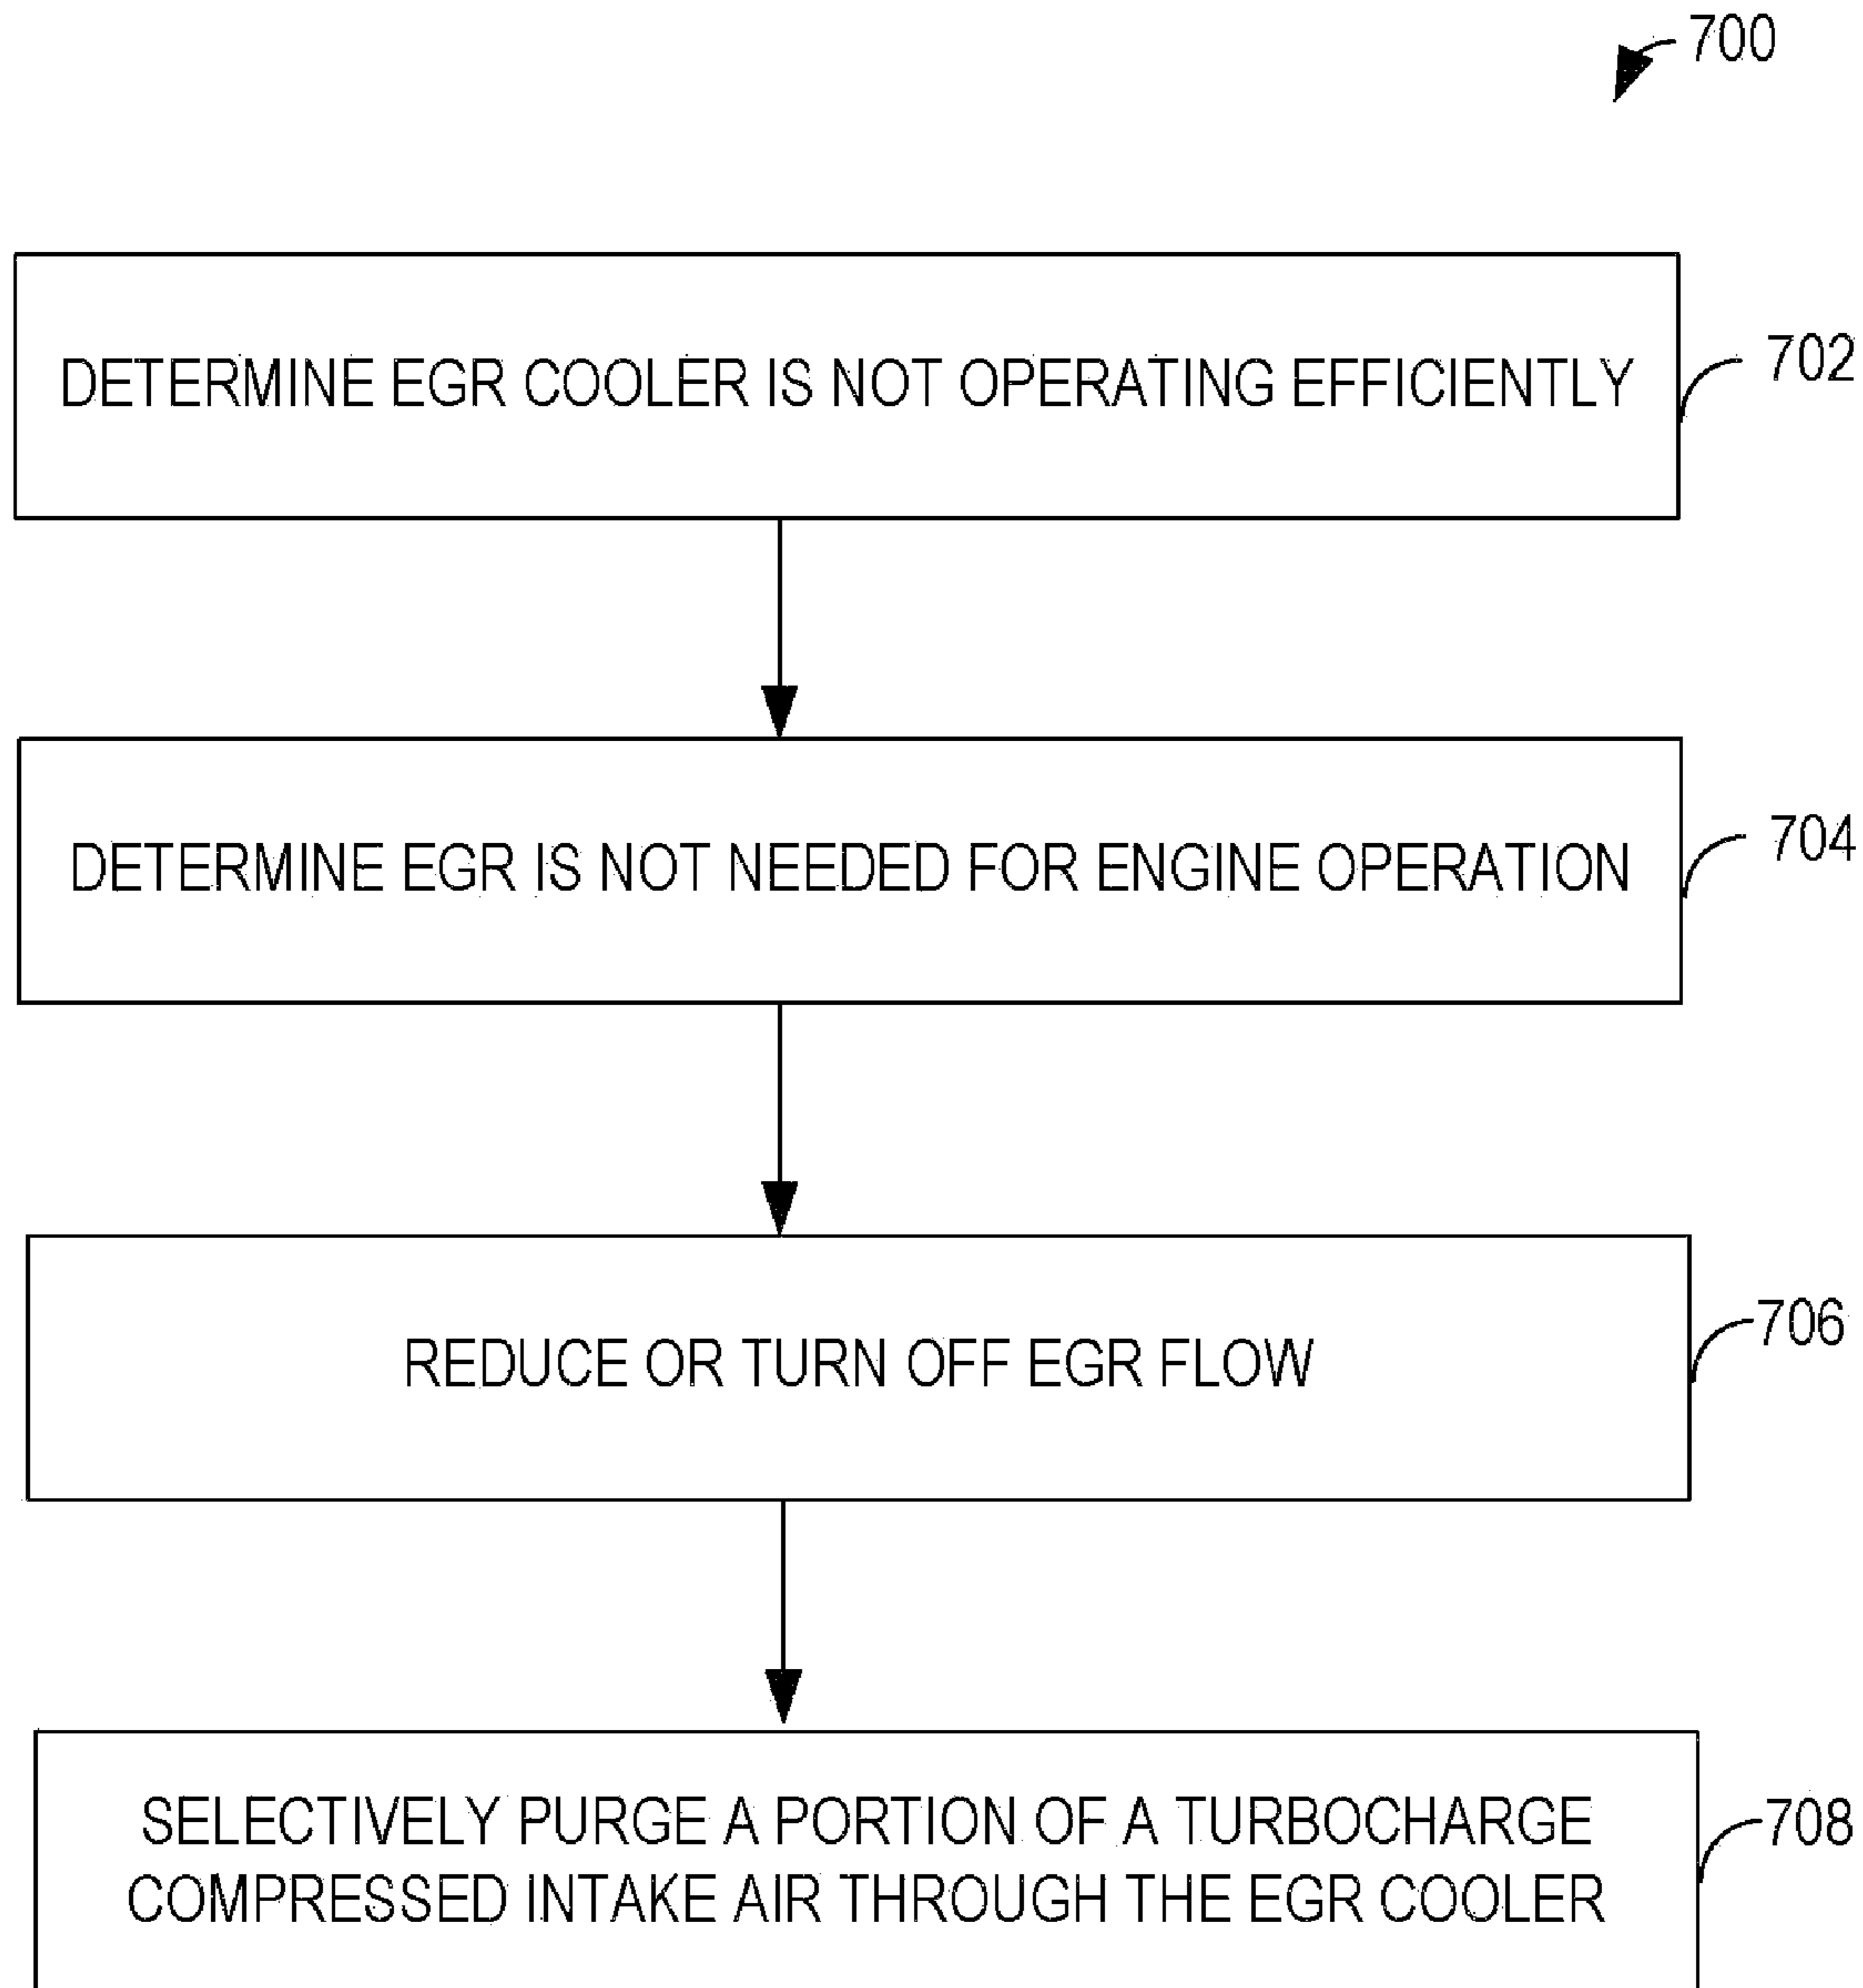 700
DETERMINE EGR COOLER IS NOT OPERATING EFFICIENTLY
702
DETERMINE EGR IS NOT NEEDED FOR ENGINE OPERATION
704
REDUCE OR TURN OFF EGR FLOW
706
SELECTIVELY PURGE A PORTION OF A TURBOCHARGE
COMPRESSED INTAKE AIR THROUGH THE EGR COOLER
708